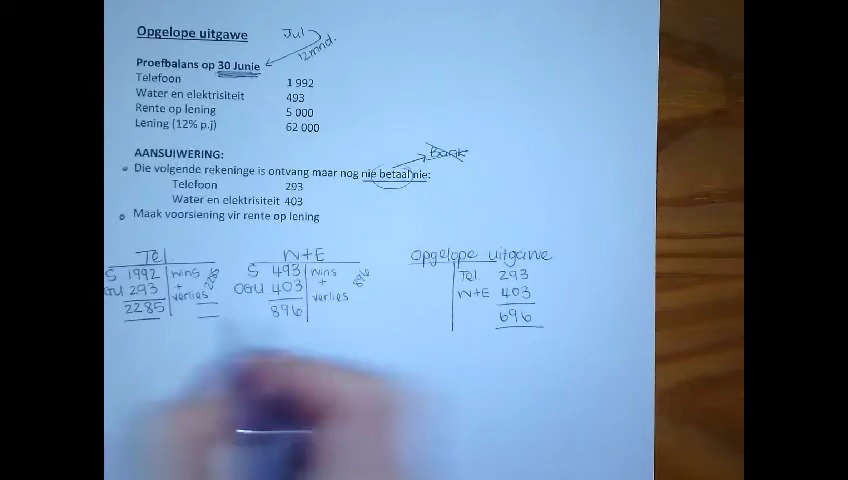 Opgelope uitgawe
Jul
12mnd.
Proefbalans op 30 Junie
Telefoon 1 992
Water en elektrisiteit 493
Rente op lening 5 000
Lening (12% p.j) 62 000
AANSUIWERING:
Bank
Die volgende rekeninge is ontvang maar nog nie betaal nie:
Telefoon 293
Water en elektrisiteit 403
Maak voorsiening vir rente op lening
Tel
S 1992 wins 2285
OGU 293 + verlies
2285
W+E
S 493 wins 896
OGU 403 + verlies
896
Opgelope uitgawe
Tel 293
W+E 403
696